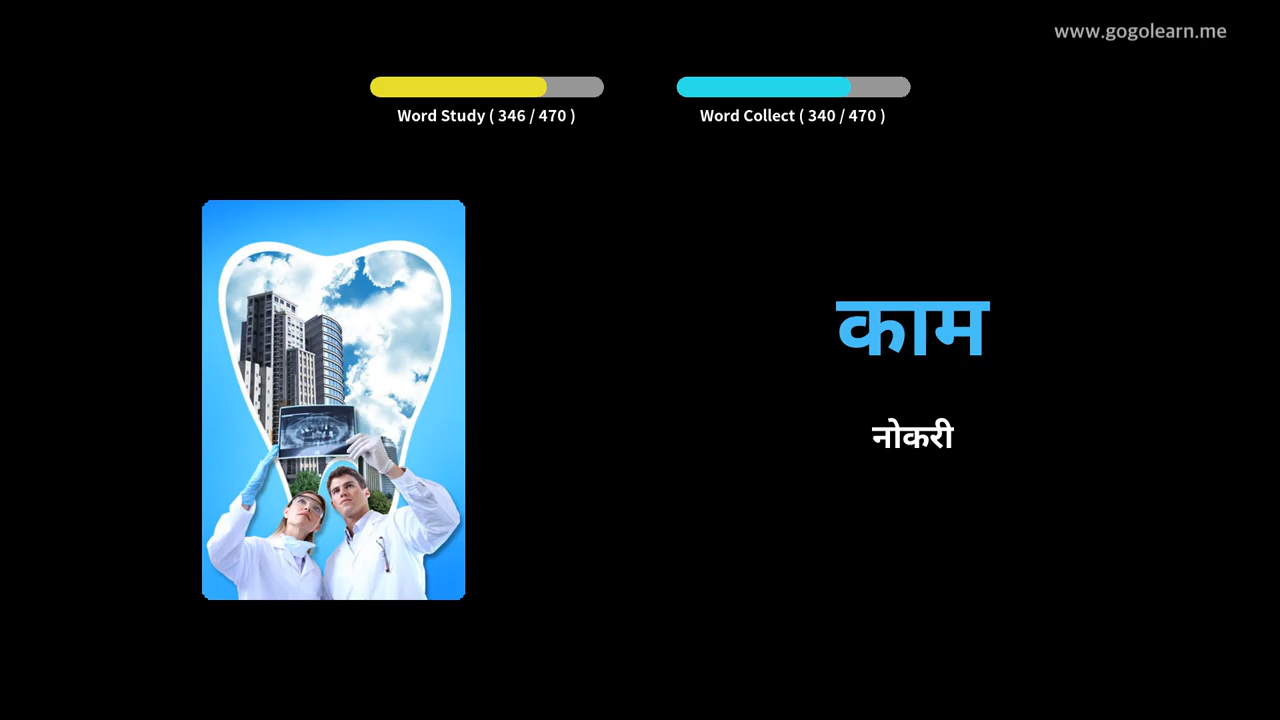 www.gogolearn.me
Word Study ( 346 / 470 )
Word Collect ( 340 / 470 )
काम
नोकरी